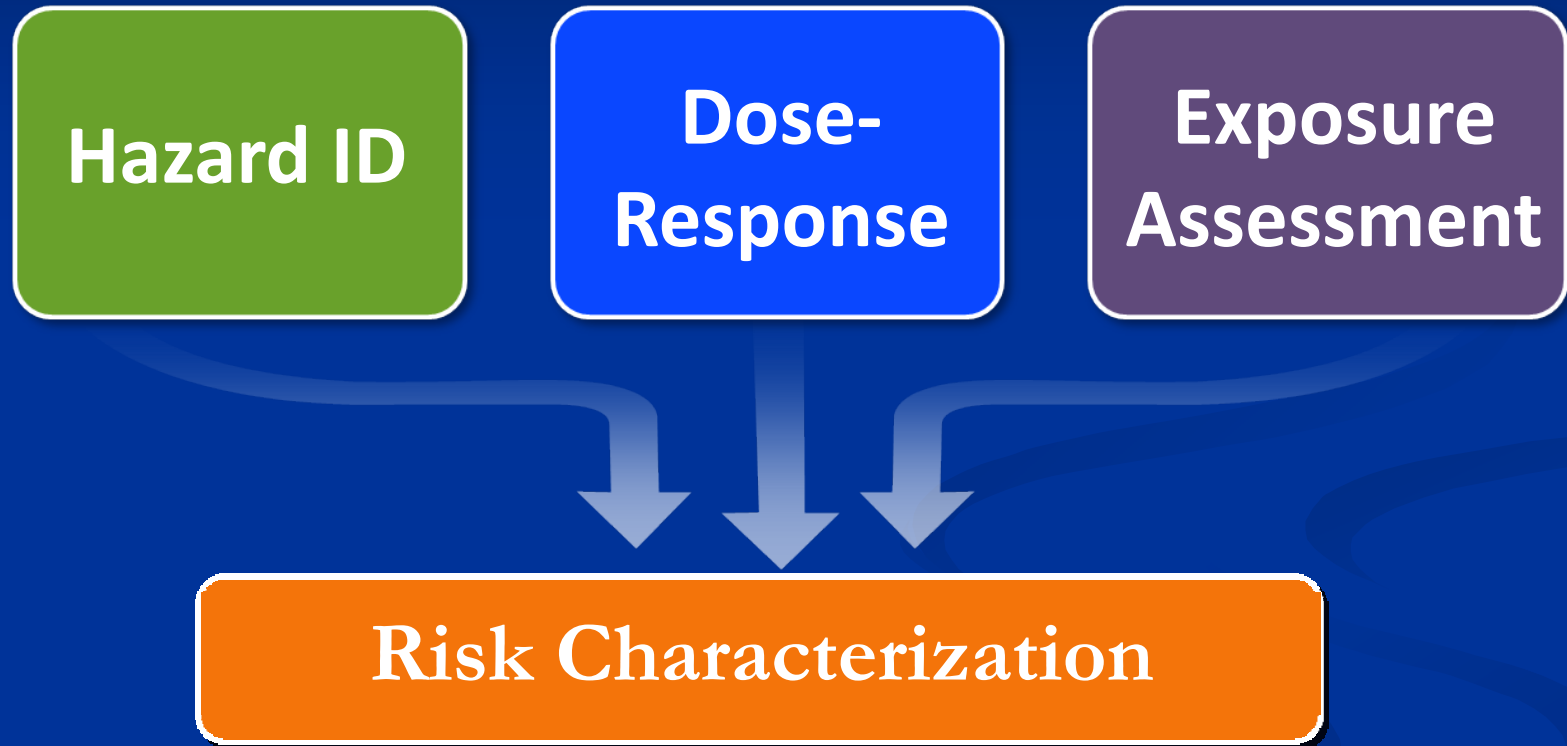 Hazard ID
Dose-
Response
Exposure
Assessment
Risk Characterization